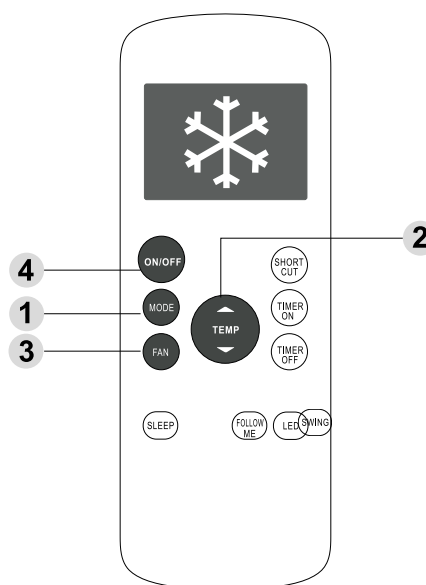 2
ON/OFF
SHORT
CUT
4
1
MODE
TIMER
ON
TEMP
3
FAN
TIMER
OFF
SLEEP
FOLLOW
ME
LED
SWING